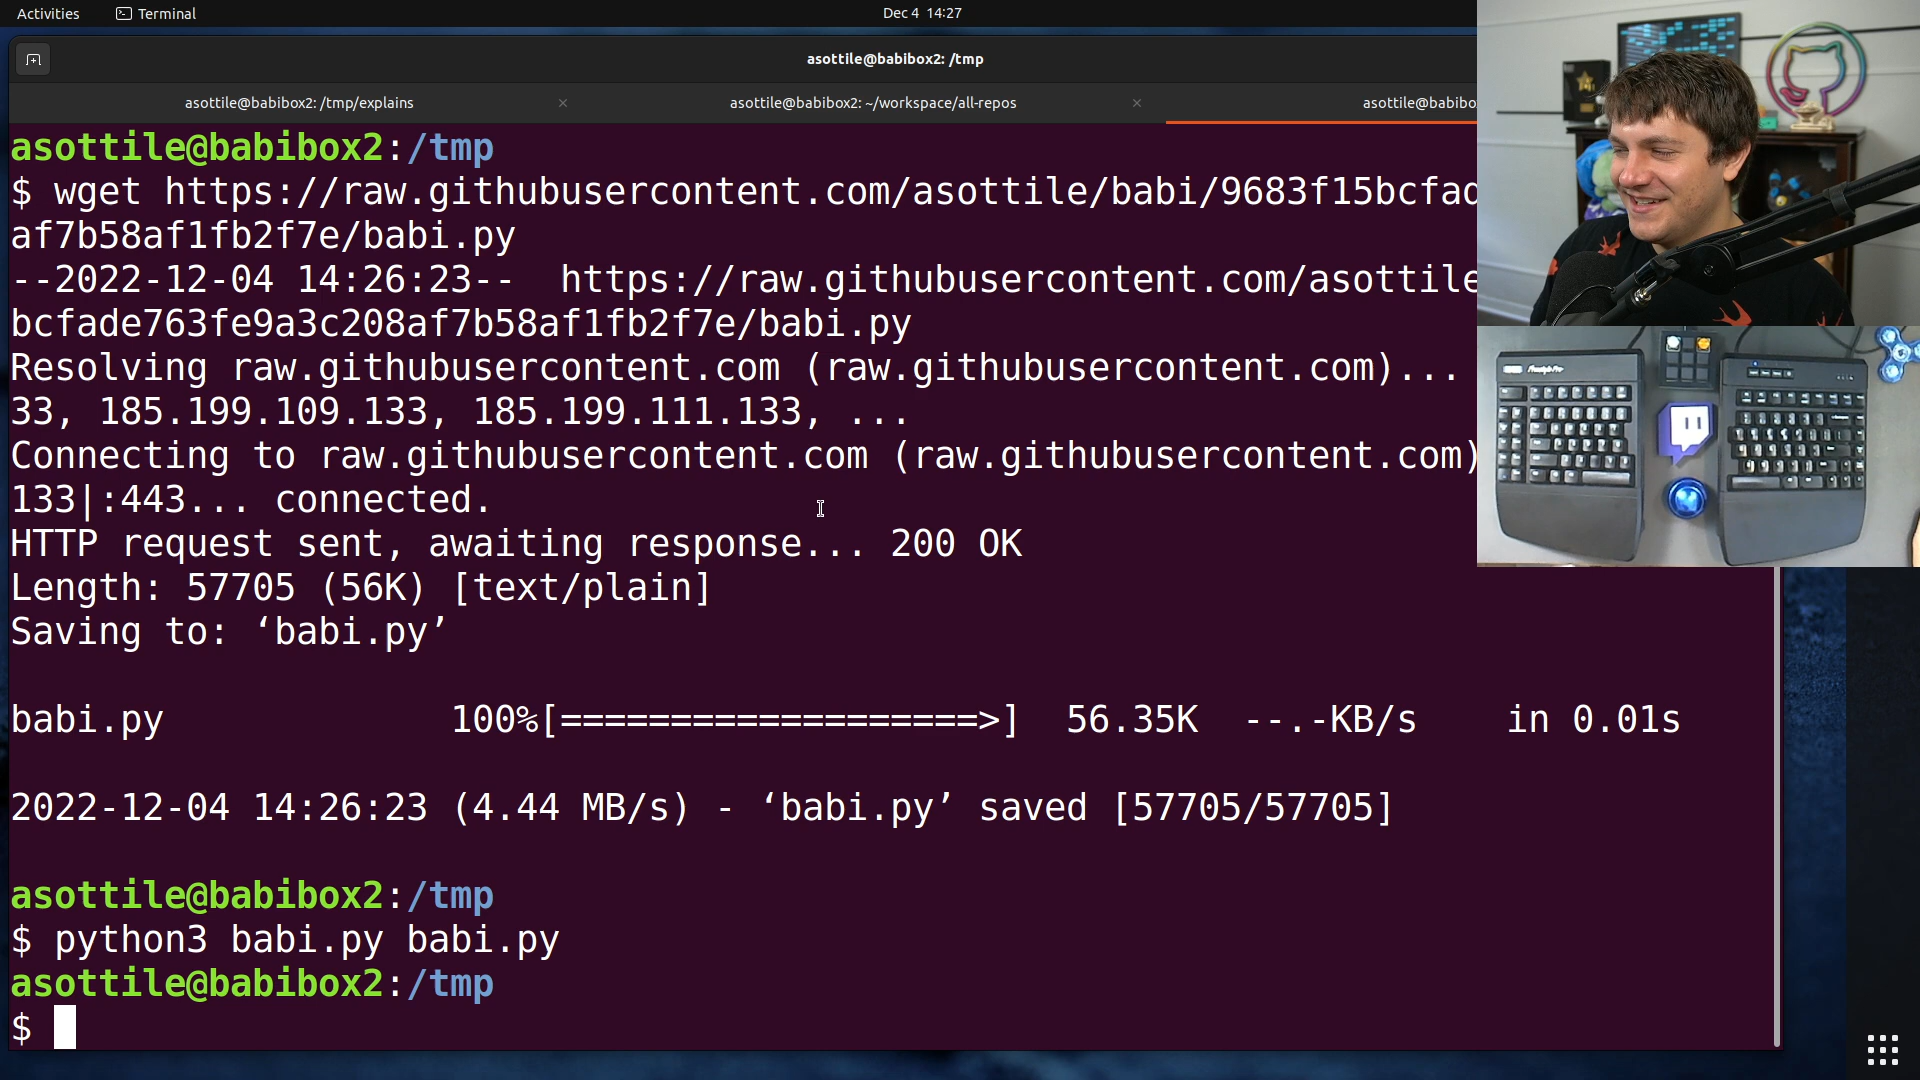 Activities
Terminal
Dec 4 14:27
asottile@babibox2: /tmp
asottile@babibox2: /tmp/explains
asottile@babibox2: ~/workspace/all-repos
asottile@babibo
asottile@babibox2:/tmp
$ wget https://raw.githubusercontent.com/asottile/babi/9683f15bcfad
af7b58af1fb2f7e/babi.py
--2022-12-04 14:26:23--  https://raw.githubusercontent.com/asottile
bcfade763fe9a3c208af7b58af1fb2f7e/babi.py
Resolving raw.githubusercontent.com (raw.githubusercontent.com)...
33, 185.199.109.133, 185.199.111.133, ...
Connecting to raw.githubusercontent.com (raw.githubusercontent.com)
133|:443... connected.
HTTP request sent, awaiting response... 200 OK
Length: 57705 (56K) [text/plain]
Saving to: ‘babi.py’
babi.py             100%[===================>]  56.35K  --.-KB/s    in 0.01s
2022-12-04 14:26:23 (4.44 MB/s) - ‘babi.py’ saved [57705/57705]
asottile@babibox2:/tmp
$ python3 babi.py babi.py
asottile@babibox2:/tmp
$